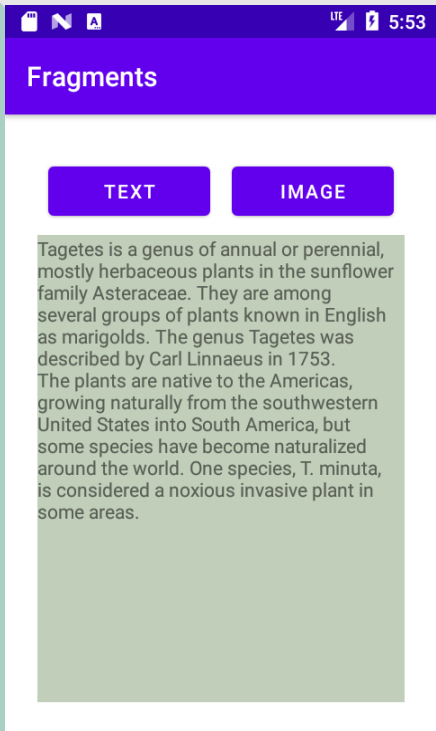 LTE 5:53
Fragments
TEXT IMAGE
Tagetes is a genus of annual or perennial,
mostly herbaceous plants in the sunflower
family Asteraceae. They are among
several groups of plants known in English
as marigolds. The genus Tagetes was
described by Carl Linnaeus in 1753.
The plants are native to the Americas,
growing naturally from the southwestern
United States into South America, but
some species have become naturalized
around the world. One species, T. minuta,
is considered a noxious invasive plant in
some areas.